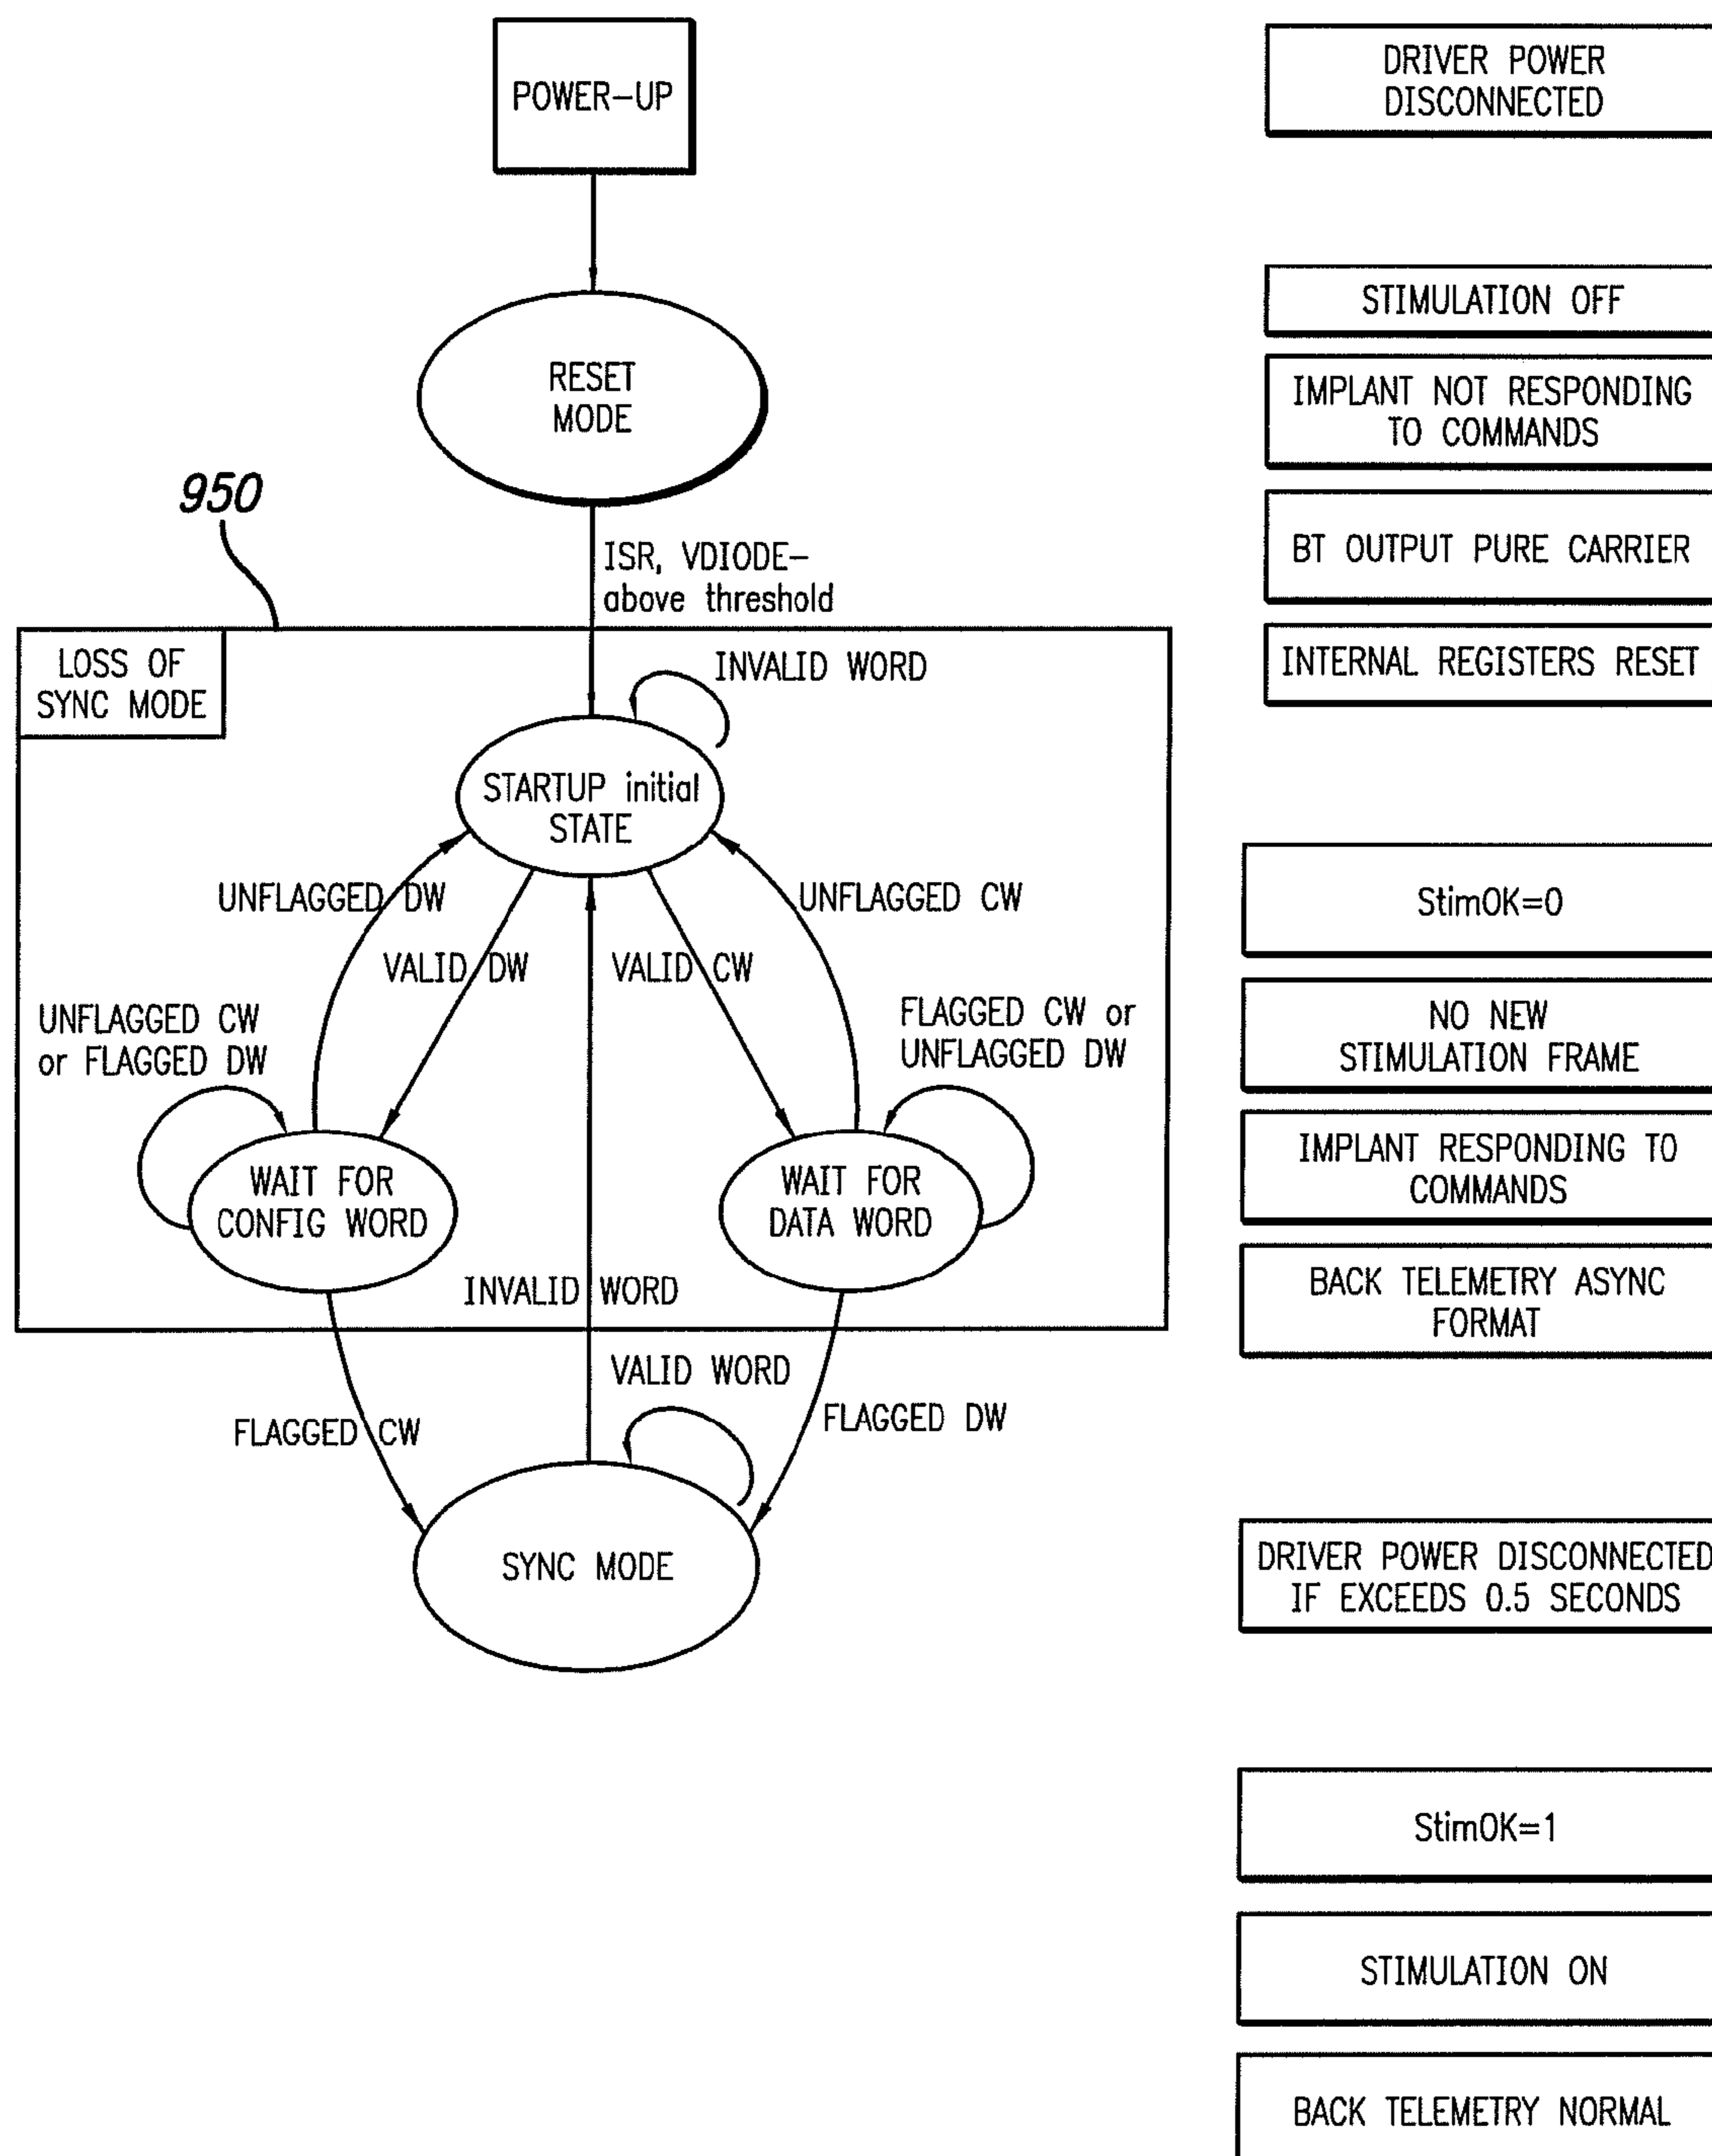 POWER-UP
DRIVER POWER
DISCONNECTED
RESET
MODE
STIMULATION OFF
IMPLANT NOT RESPONDING
TO COMMANDS
BT OUTPUT PURE CARRIER
INTERNAL REGISTERS RESET
950
ISR, VDIODE-
above threshold
LOSS OF
SYNC MODE
INVALID WORD
STARTUP initial
STATE
UNFLAGGED DW
UNFLAGGED CW
VALID DW
VALID CW
UNFLAGGED CW
or FLAGGED DW
FLAGGED CW or
UNFLAGGED DW
WAIT FOR
CONFIG WORD
WAIT FOR
DATA WORD
INVALID WORD
VALID WORD
FLAGGED CW
FLAGGED DW
SYNC MODE
StimOK=0
NO NEW
STIMULATION FRAME
IMPLANT RESPONDING TO
COMMANDS
BACK TELEMETRY ASYNC
FORMAT
DRIVER POWER DISCONNECTED
IF EXCEEDS 0.5 SECONDS
StimOK=1
STIMULATION ON
BACK TELEMETRY NORMAL